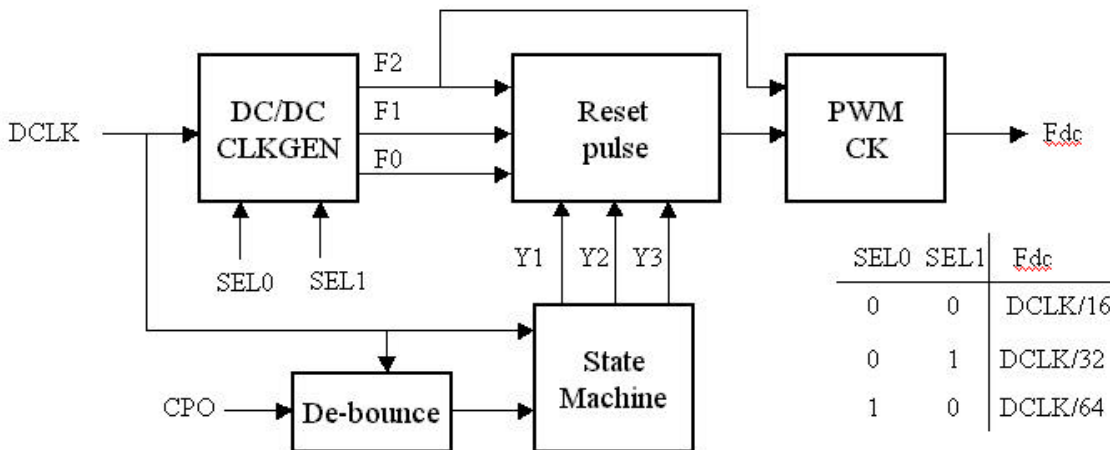 DCLK
DC/DC
CLKGEN
F2
F1
F0
Reset
pulse
PWM
CK
Fdc
SEL0
SEL1
Y1
Y2
Y3
State
Machine
CPO
De-bounce
SEL0 SEL1 Fdc
0 0 DCLK/16
0 1 DCLK/32
1 0 DCLK/64